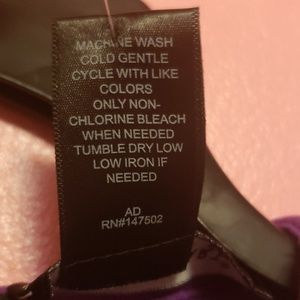 MACHINE WASH
COLD GENTLE
CYCLE WITH LIKE
COLORS
ONLY NON-
CHLORINE BLEACH
WHEN NEEDED
TUMBLE DRY LOW
LOW IRON IF
NEEDED
AD
RN#147502